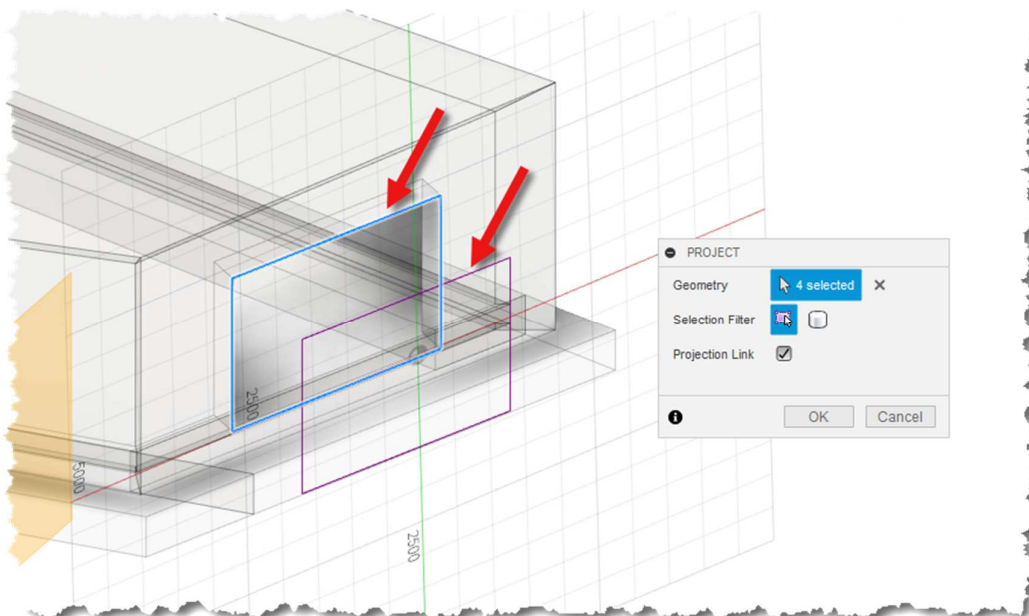 PROJECT
Geometry
4 selected
Selection Filter
Projection Link
OK
Cancel
2500
5000
2500